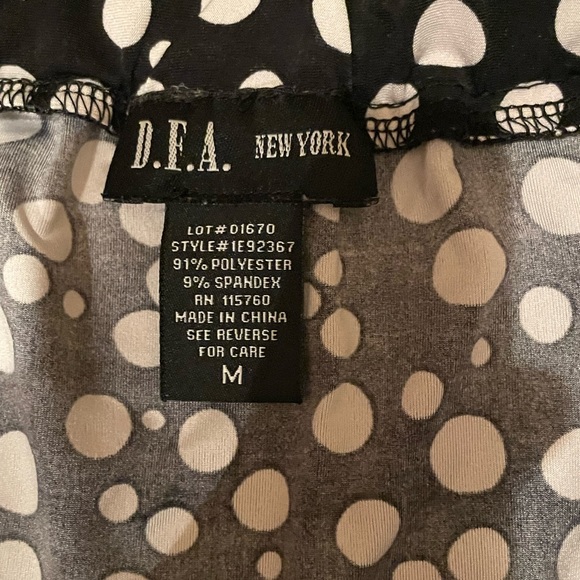 D.F.A. NEW YORK
LOT# 01670
STYLE#1E92367
91% POLYESTER
9% SPANDEX
RN 115760
MADE IN CHINA
SEE REVERSE
FOR CARE
M